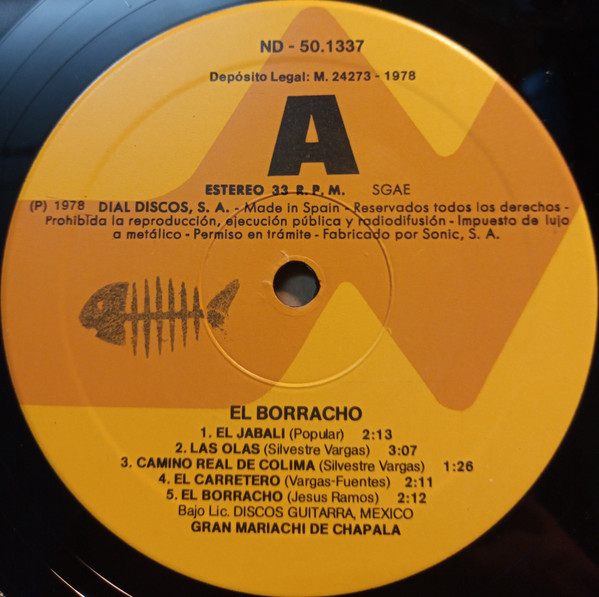 ND - 50.1337
Depósito Legal: M. 24273 - 1978
A
ESTEREO 33 R. P. M. SGAE
(P) 1978 DIAL DISCOS, S. A. - Made in Spain - Reservados todos los derechos -
Prohibida la reproducción, ejecución pública y radiodifusión - Impuesto de lujo
a metálico - Permiso en trámite - Fabricado por Sonic, S. A.
EL BORRACHO
1. EL JABALI (Popular) 2:13
2. LAS OLAS (Silvestre Vargas) 3:07
3. CAMINO REAL DE COLIMA (Silvestre Vargas) 1:26
4. EL CARRETERO (Vargas-Fuentes) 2:11
5. EL BORRACHO (Jesus Ramos) 2:12
Bajo Lic. DISCOS GUITARRA, MEXICO
GRAN MARIACHI DE CHAPALA